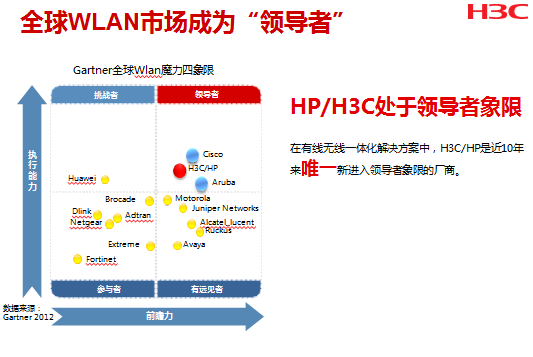 全球WLAN市场成为“领导者”
H3C
Gartner全球Wlan魔力四象限
挑战者
领导者
HP/H3C处于领导者象限
在有线无线一体化解决方案中，H3C/HP是近10年
来唯一新进入领导者象限的厂商。
执行能力
Cisco
H3C/HP
Huawei
Aruba
Brocade
Motorola
Juniper Networks
Dlink
Adtran
Netgear
Alcatel_lucent
Ruckus
Extreme
Avaya
Fortinet
参与者
有远见者
数据来源：
Gartner 2012
前瞻力